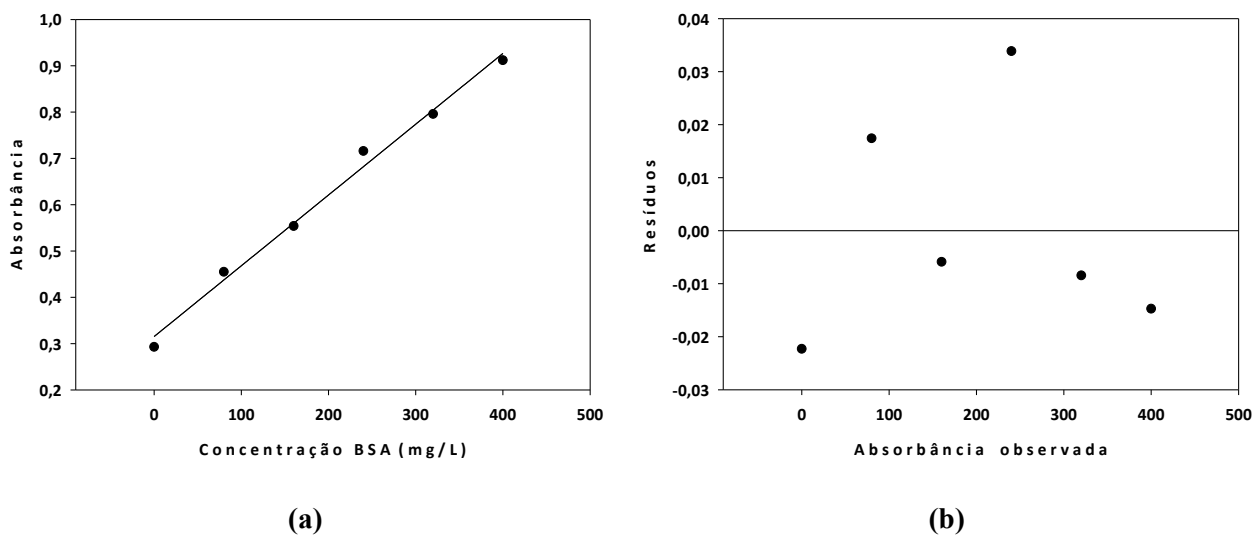 1,0
0,9
0,8
0,7
0,6
0,5
0,4
0,3
0,2
Absorbância
0 100 200 300 400 500
Concentração BSA (mg/L)
(a)
0,04
0,03
0,02
0,01
0,00
-0,01
-0,02
-0,03
Resíduos
0 100 200 300 400 500
Absorbância observada
(b)